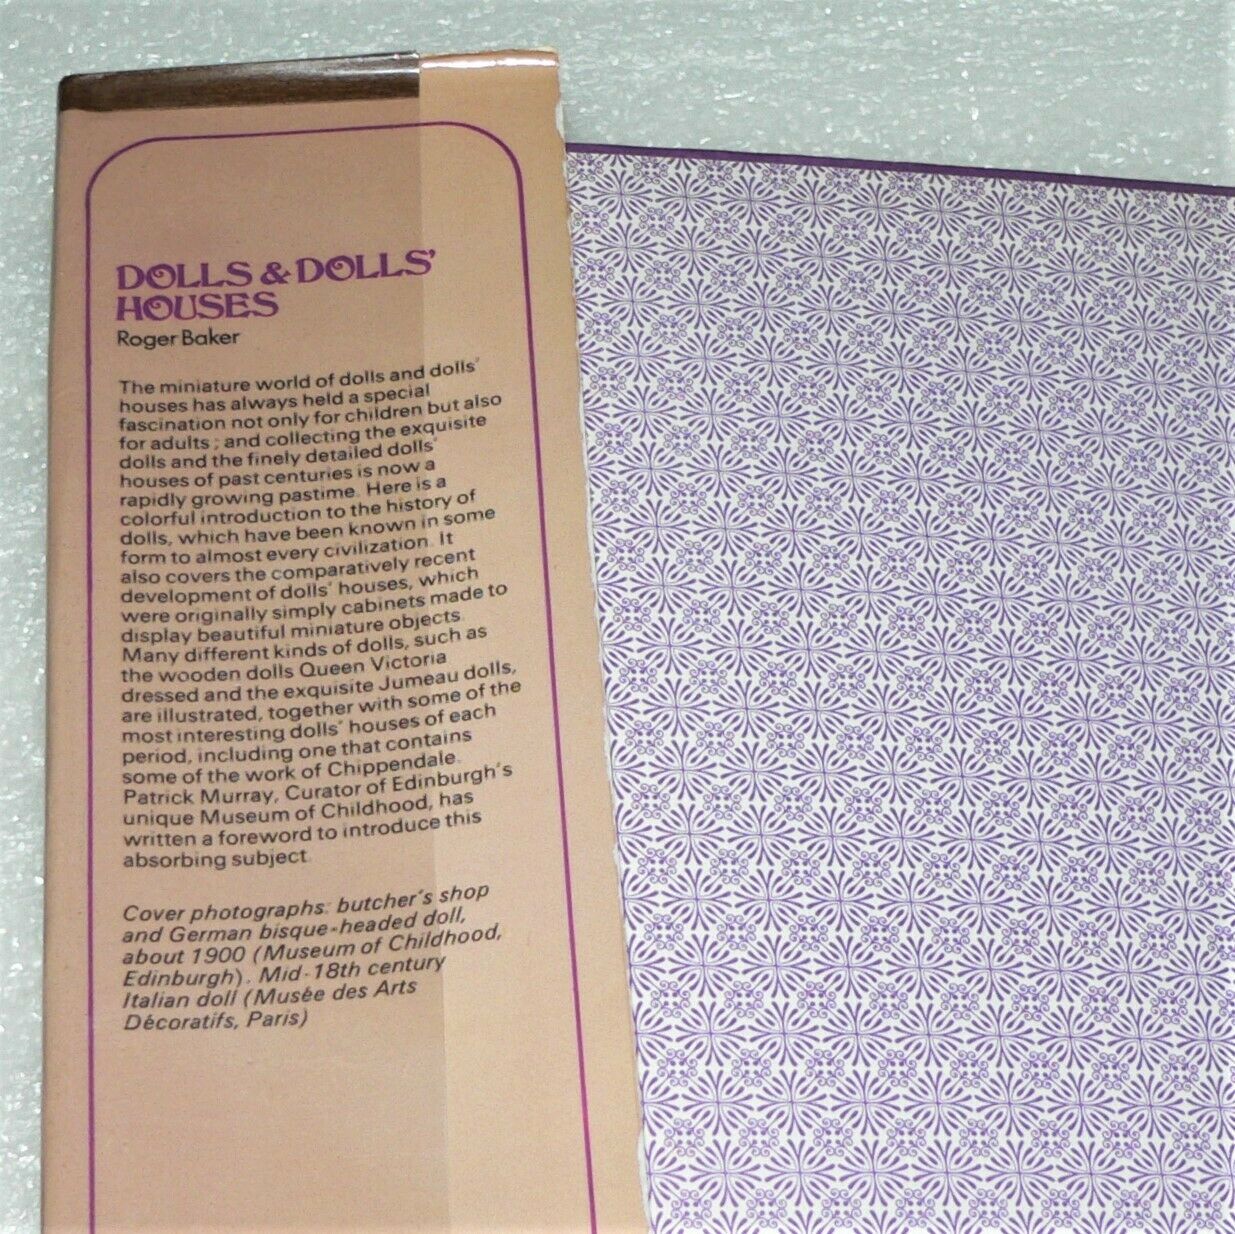 DOLLS & DOLLS'
HOUSES
Roger Baker
The miniature world of dolls and dolls'
houses has always held a special
fascination not only for children but also
for adults; and collecting the exquisite
dolls and the finely detailed dolls'
houses of past centuries is now a
rapidly growing pastime. Here is a
colorful introduction to the history of
dolls, which have been known in some
form to almost every civilization. It
also covers the comparatively recent
development of dolls' houses, which
were originally simply cabinets made to
display beautiful miniature objects.
Many different kinds of dolls, such as
the wooden dolls Queen Victoria
dressed and the exquisite Jumeau dolls,
are illustrated, together with some of the
most interesting dolls' houses of each
period, including one that contains
some of the work of Chippendale.
Patrick Murray, Curator of Edinburgh's
unique Museum of Childhood, has
written a foreword to introduce this
absorbing subject.
Cover photographs: butcher's shop
and German bisque-headed doll,
about 1900 (Museum of Childhood,
Edinburgh). Mid-18th century
Italian doll (Musée des Arts
Décoratifs, Paris)